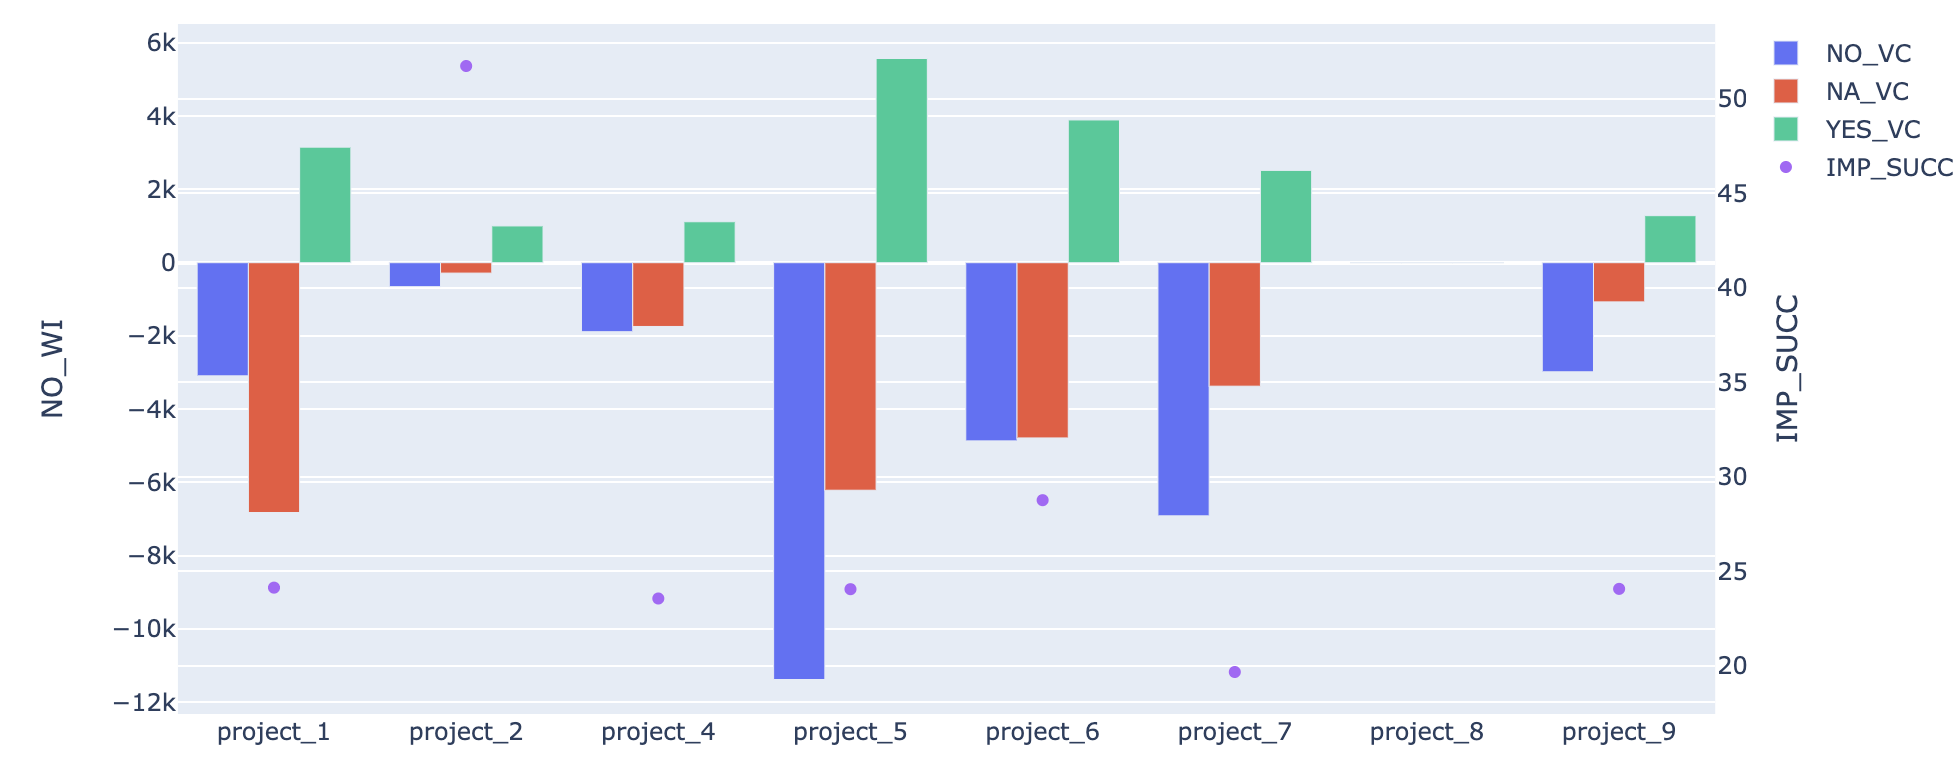 6k
4k
2k
0
−2k
−4k
−6k
−8k
−10k
−12k
NO_WI
project_1
project_2
project_4
project_5
project_6
project_7
project_8
project_9
50
45
40
35
30
25
20
IMP_SUCC
NO_VC
NA_VC
YES_VC
IMP_SUCC